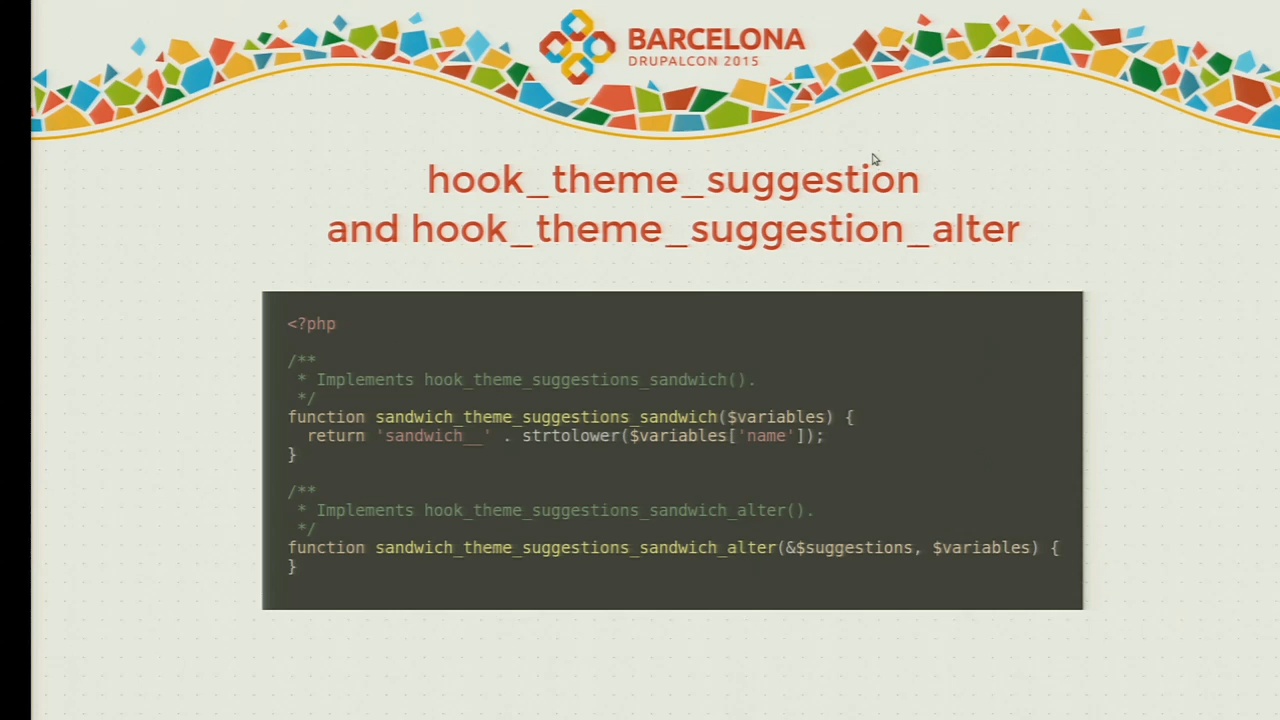 BARCELONA
DRUPALCON 2015
hook_theme_suggestion
and hook_theme_suggestion_alter
<?php
/**
 * Implements hook_theme_suggestions_sandwich().
 */
function sandwich_theme_suggestions_sandwich($variables) {
  return 'sandwich__' . strtolower($variables['name']);
}
/**
 * Implements hook_theme_suggestions_sandwich_alter().
 */
function sandwich_theme_suggestions_sandwich_alter(&$suggestions, $variables) {
}